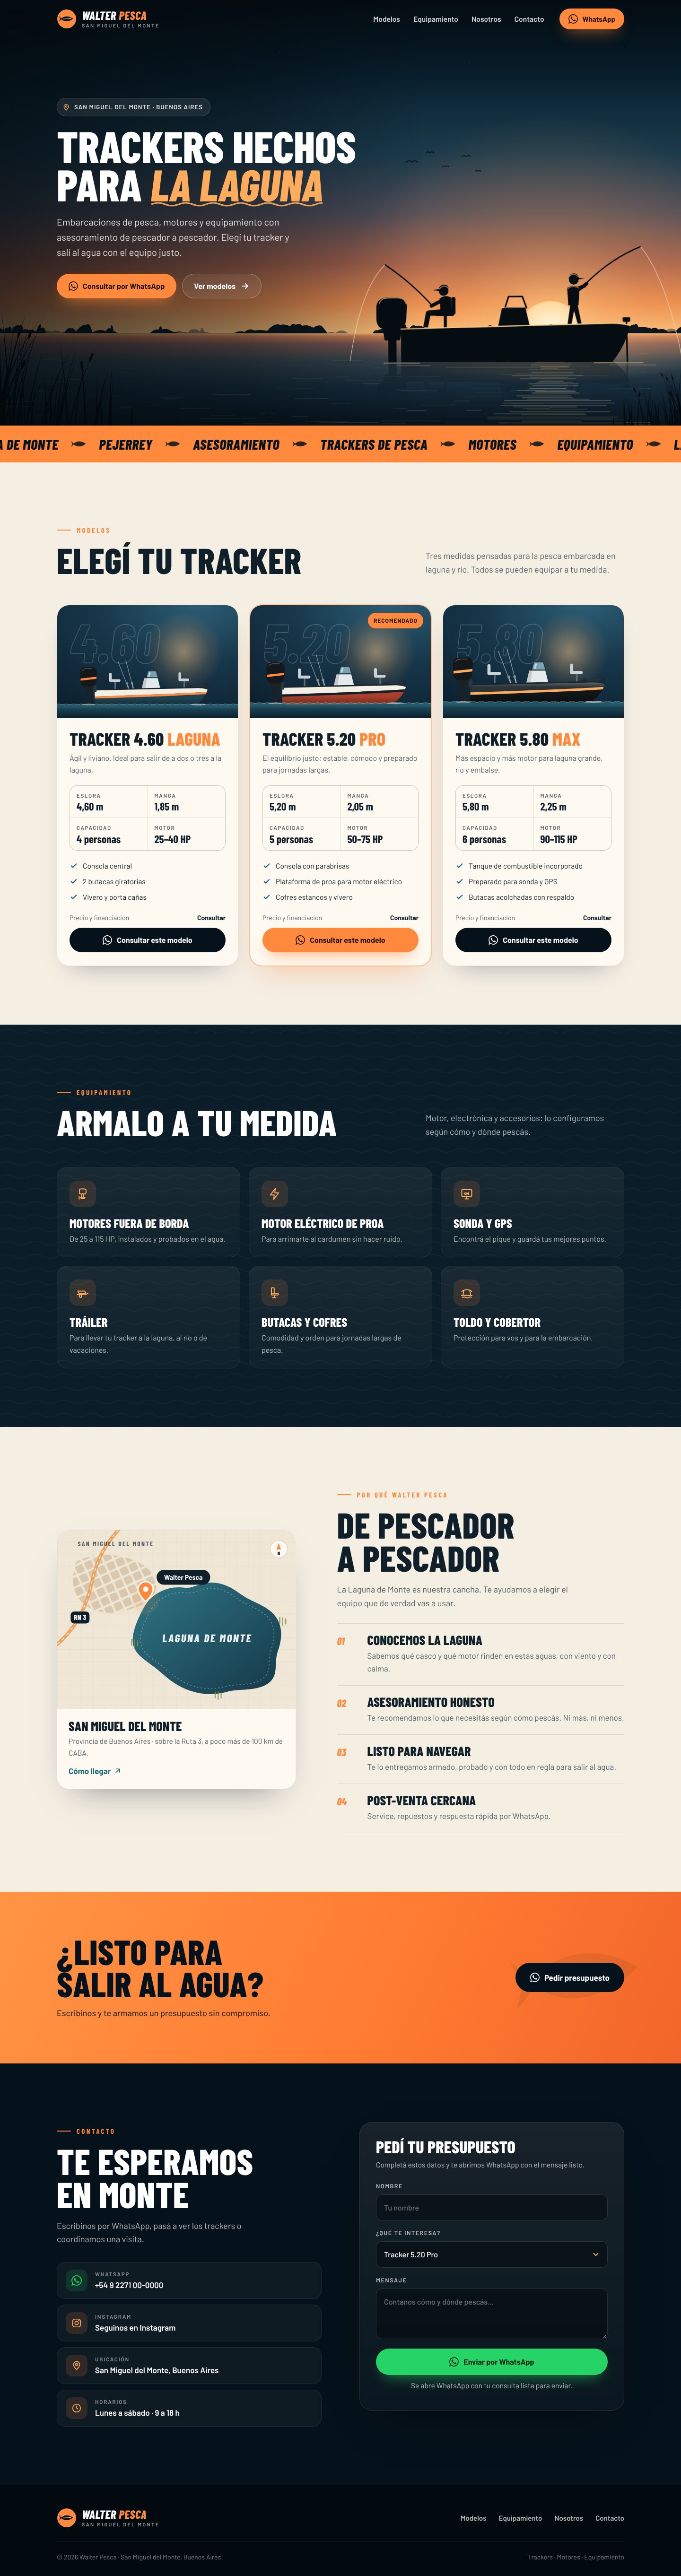 WALTER PESCA
SAN MIGUEL DEL MONTE
Modelos
Equipamiento
Nosotros
Contacto
WhatsApp
SAN MIGUEL DEL MONTE · BUENOS AIRES
TRACKERS HECHOS
PARA LA LAGUNA
Embarcaciones de pesca, motores y equipamiento con
asesoramiento de pescador a pescador. Elegí tu tracker y
salí al agua con el equipo justo.
Consultar por WhatsApp
Ver modelos
A DE MONTE
PEJERREY
ASESORAMIENTO
TRACKERS DE PESCA
MOTORES
EQUIPAMIENTO
L
MODELOS
ELEGÍ TU TRACKER
Tres medidas pensadas para la pesca embarcada en
laguna y río. Todos se pueden equipar a tu medida.
4.60
TRACKER 4.60 LAGUNA
Ágil y liviano. Ideal para salir de a dos o tres a la
laguna.
ESLORA
4,60 m
MANGA
1,85 m
CAPACIDAD
4 personas
MOTOR
25–40 HP
Consola central
2 butacas giratorias
Vivero y porta cañas
Precio y financiación
Consultar
Consultar este modelo
5.20
RECOMENDADO
TRACKER 5.20 PRO
El equilibrio justo: estable, cómodo y preparado
para jornadas largas.
ESLORA
5,20 m
MANGA
2,05 m
CAPACIDAD
5 personas
MOTOR
50–75 HP
Consola con parabrisas
Plataforma de proa para motor eléctrico
Cofres estancos y vivero
Precio y financiación
Consultar
Consultar este modelo
5.80
TRACKER 5.80 MAX
Más espacio y más motor para laguna grande,
río y embalse.
ESLORA
5,80 m
MANGA
2,25 m
CAPACIDAD
6 personas
MOTOR
90–115 HP
Tanque de combustible incorporado
Preparado para sonda y GPS
Butacas acolchadas con respaldo
Precio y financiación
Consultar
Consultar este modelo
EQUIPAMIENTO
ARMALO A TU MEDIDA
Motor, electrónica y accesorios: lo configuramos
según cómo y dónde pescás.
MOTORES FUERA DE BORDA
De 25 a 115 HP, instalados y probados en el agua.
MOTOR ELÉCTRICO DE PROA
Para arrimarte al cardumen sin hacer ruido.
SONDA Y GPS
Encontrá el pique y guardá tus mejores puntos.
TRÁILER
Para llevar tu tracker a la laguna, al río o de
vacaciones.
BUTACAS Y COFRES
Comodidad y orden para jornadas largas de
pesca.
TOLDO Y COBERTOR
Protección para vos y para la embarcación.
SAN MIGUEL DEL MONTE
Walter Pesca
RN 3
LAGUNA DE MONTE
SAN MIGUEL DEL MONTE
Provincia de Buenos Aires · sobre la Ruta 3, a poco más de 100 km de
CABA.
Cómo llegar
POR QUÉ WALTER PESCA
DE PESCADOR
A PESCADOR
La Laguna de Monte es nuestra cancha. Te ayudamos a elegir el
equipo que de verdad vas a usar.
01
CONOCEMOS LA LAGUNA
Sabemos qué casco y qué motor rinden en estas aguas, con viento y con
calma.
02
ASESORAMIENTO HONESTO
Te recomendamos lo que necesitás según cómo pescás. Ni más, ni menos.
03
LISTO PARA NAVEGAR
Te lo entregamos armado, probado y con todo en regla para salir al agua.
04
POST-VENTA CERCANA
Service, repuestos y respuesta rápida por WhatsApp.
¿LISTO PARA
SALIR AL AGUA?
Escribinos y te armamos un presupuesto sin compromiso.
Pedir presupuesto
CONTACTO
TE ESPERAMOS
EN MONTE
Escribinos por WhatsApp, pasá a ver los trackers o
coordinamos una visita.
WHATSAPP
+54 9 2271 00-0000
INSTAGRAM
Seguinos en Instagram
UBICACIÓN
San Miguel del Monte, Buenos Aires
HORARIOS
Lunes a sábado · 9 a 18 h
PEDÍ TU PRESUPUESTO
Completá estos datos y te abrimos WhatsApp con el mensaje listo.
NOMBRE
Tu nombre
¿QUÉ TE INTERESA?
Tracker 5.20 Pro
MENSAJE
Contanos cómo y dónde pescás...
Enviar por WhatsApp
Se abre WhatsApp con tu consulta lista para enviar.
WALTER PESCA
SAN MIGUEL DEL MONTE
Modelos
Equipamiento
Nosotros
Contacto
© 2026 Walter Pesca · San Miguel del Monte, Buenos Aires
Trackers · Motores · Equipamiento